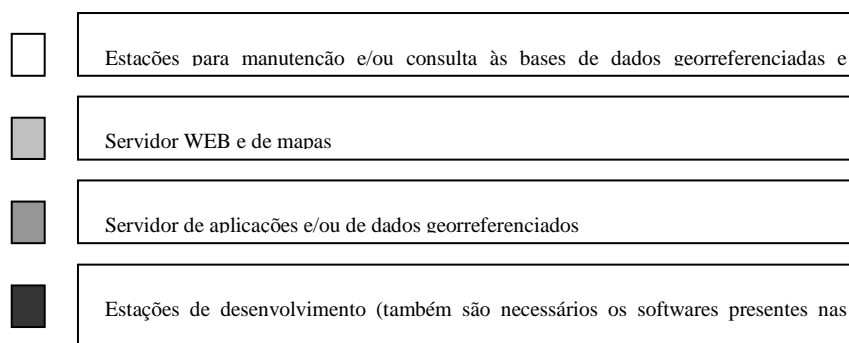 Estações para manutenção e/ou consulta às bases de dados georreferenciadas e
Servidor WEB e de mapas
Servidor de aplicações e/ou de dados georreferenciados
Estações de desenvolvimento (também são necessários os softwares presentes nas